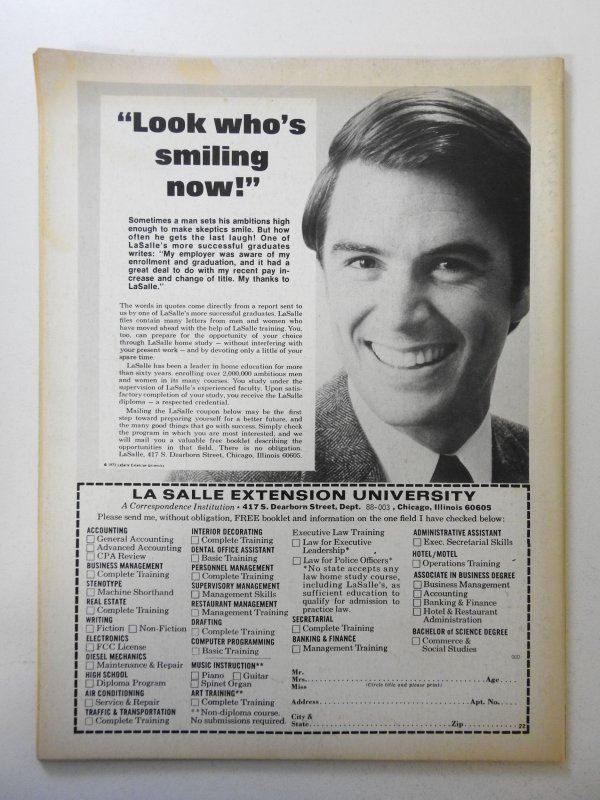 “Look who’s
smiling
now!”
Sometimes a man sets his ambitions high
enough to make skeptics smile. But how
often he gets the last laugh! One of
LaSalle’s more successful graduates
writes: “My employer was aware of my
enrollment and graduation, and it had a
great deal to do with my recent pay in-
crease and change of title. My thanks to
LaSalle.”
The words in quotes come directly from a report sent to
us by one of LaSalle’s more successful graduates. LaSalle
files contain many letters from men and women who
have moved ahead with the help of LaSalle training. You,
too, can prepare for the opportunity of your choice
through LaSalle home study — without interfering with
your present work — and by devoting only a little of your
spare time.
LaSalle has been a leader in home education for more
than sixty years, enrolling over 2,000,000 ambitious men
and women in its many courses. You study under the
supervision of LaSalle’s experienced faculty. Upon satis-
factory completion of your study, you receive the LaSalle
diploma – a respected credential.
Mailing the LaSalle coupon below may be the first
step toward preparing yourself for a better future, and
the many good things that go with success. Simply check
the program in which you are most interested, and we
will mail you a valuable free booklet describing the
opportunities in that field. There is no obligation.
LaSalle, 417 S. Dearborn Street, Chicago, Illinois 60605.
© 1973 LaSalle Extension University
LA SALLE EXTENSION UNIVERSITY
A Correspondence Institution • 417 S. Dearborn Street, Dept. 88-003 , Chicago, Illinois 60605
Please send me, without obligation, FREE booklet and information on the one field I have checked below:
ACCOUNTING
General Accounting
Advanced Accounting
CPA Review
BUSINESS MANAGEMENT
Complete Training
STENOTYPE
Machine Shorthand
REAL ESTATE
Complete Training
WRITING
Fiction Non-Fiction
ELECTRONICS
FCC License
DIESEL MECHANICS
Maintenance & Repair
HIGH SCHOOL
Diploma Program
AIR CONDITIONING
Service & Repair
TRAFFIC & TRANSPORTATION
Complete Training
INTERIOR DECORATING
Complete Training
DENTAL OFFICE ASSISTANT
Basic Training
PERSONNEL MANAGEMENT
Complete Training
SUPERVISORY MANAGEMENT
Management Skills
RESTAURANT MANAGEMENT
Management Training
DRAFTING
Complete Training
COMPUTER PROGRAMMING
Basic Training
MUSIC INSTRUCTION**
Piano Guitar
Spinet Organ
ART TRAINING**
Complete Training
**Non-diploma course.
No submissions required.
Executive Law Training
Law for Executive
Leadership*
Law for Police Officers*
*No state accepts any
law home study course,
including LaSalle’s, as
sufficient education to
qualify for admission to
practice law.
SECRETARIAL
Complete Training
BANKING & FINANCE
Management Training
ADMINISTRATIVE ASSISTANT
Exec. Secretarial Skills
HOTEL/MOTEL
Operations Training
ASSOCIATE IN BUSINESS DEGREE
Business Management
Accounting
Banking & Finance
Hotel & Restaurant
Administration
BACHELOR of SCIENCE DEGREE
Commerce &
Social Studies
Mr.
Mrs. Age
Miss (Circle title and please print)
Address Apt. No.
City &
State Zip 22